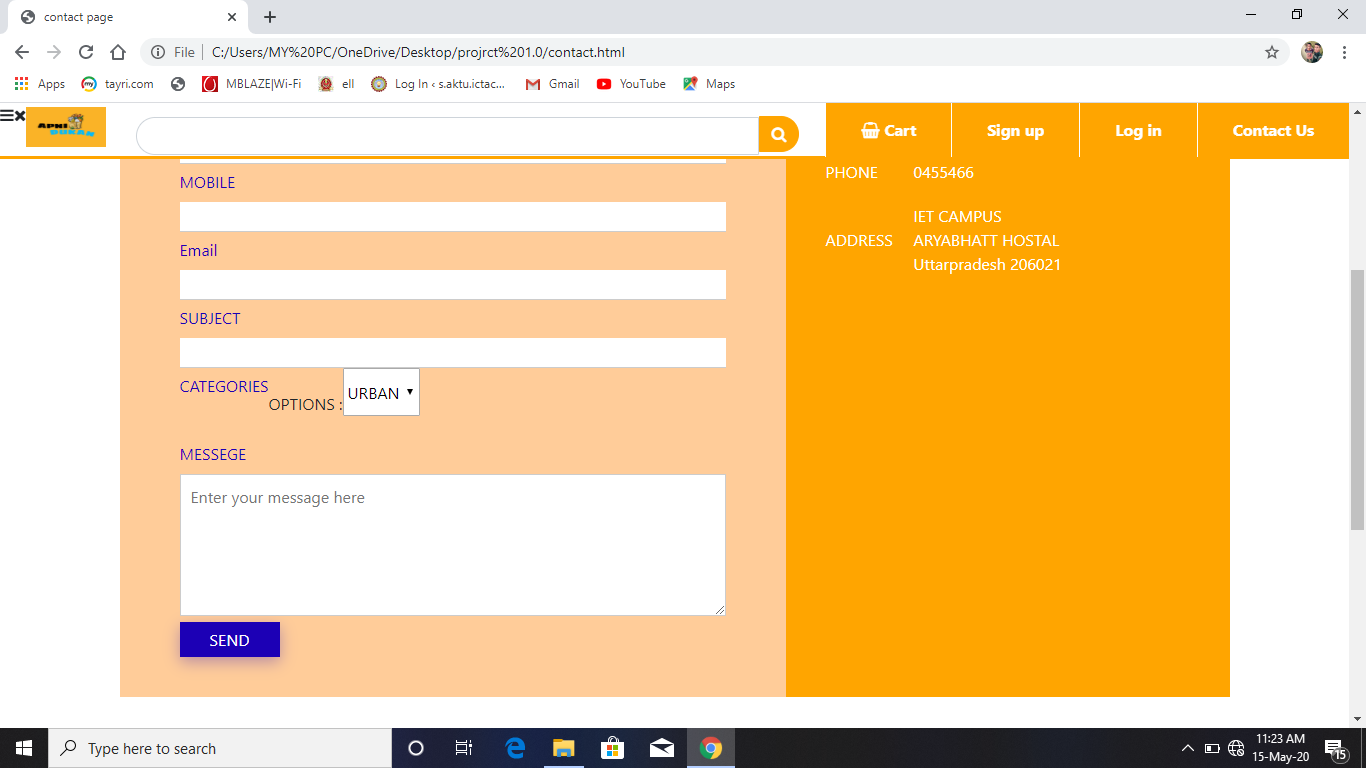 contact page
File C:/Users/MY%20PC/OneDrive/Desktop/projrct%201.0/contact.html
Apps tayri.com MBLAZE|Wi-Fi ell Log In ‹ s.aktu.ictac... Gmail YouTube Maps
APNI DUKAN
Cart Sign up Log in Contact Us
MOBILE
Email
SUBJECT
CATEGORIES
OPTIONS : URBAN
MESSEGE
Enter your message here
SEND
PHONE 0455466
IET CAMPUS
ADDRESS ARYABHATT HOSTAL
Uttarpradesh 206021
Type here to search
11:23 AM
15-May-20
15